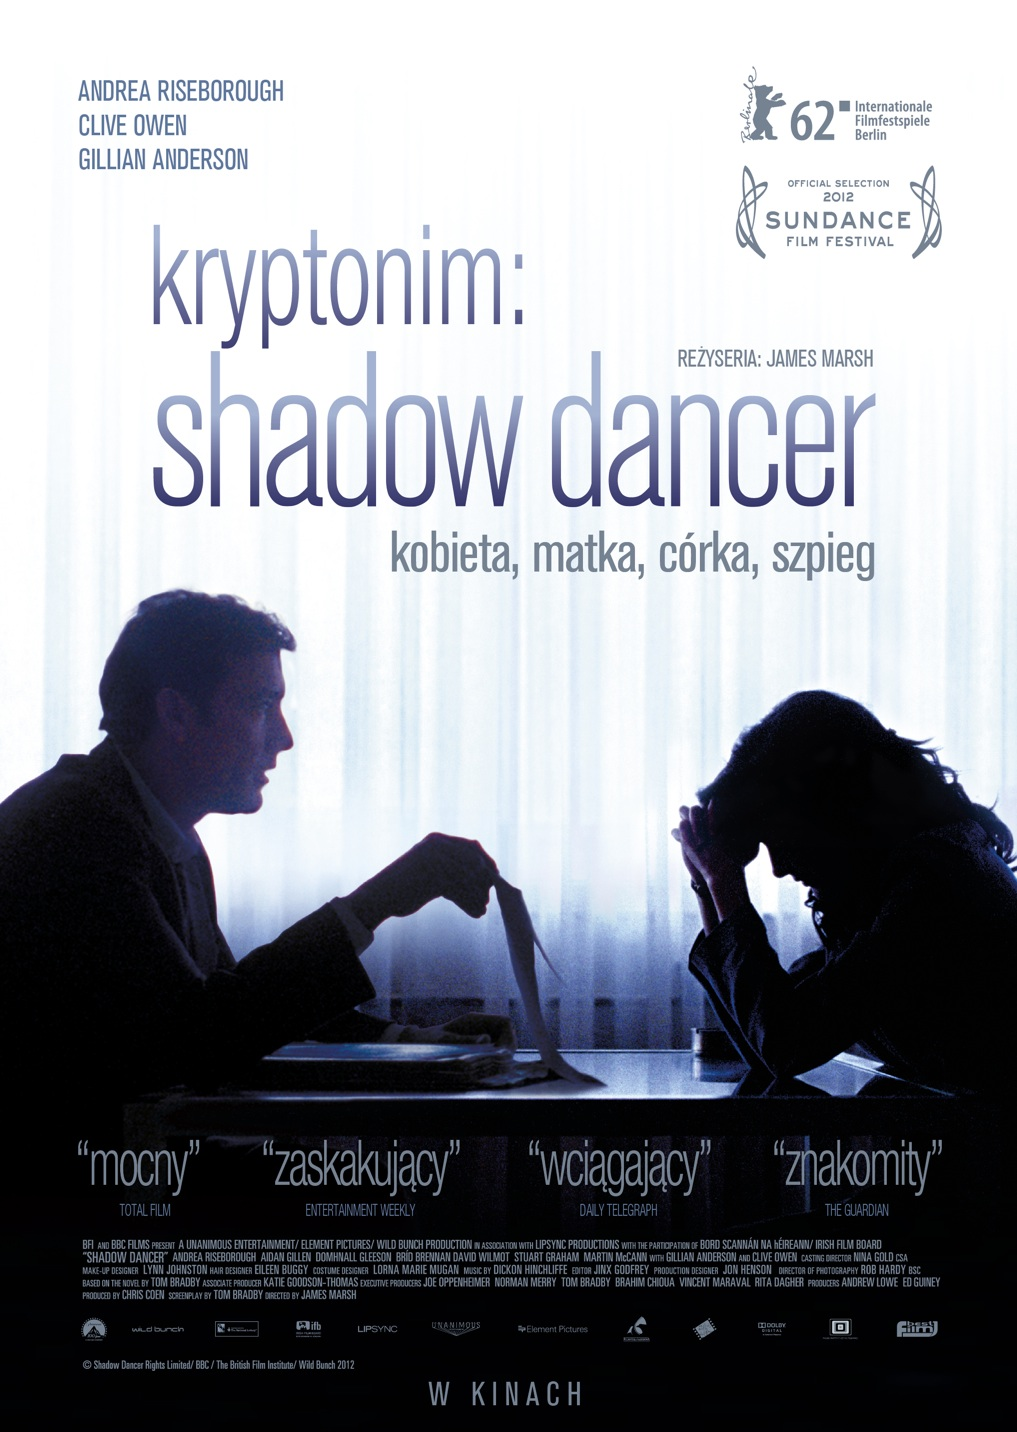 ANDREA RISEBOROUGH
CLIVE OWEN
GILLIAN ANDERSON
Berlinale
62
Internationale
Filmfestspiele
Berlin
OFFICIAL SELECTION
2012
SUNDANCE
FILM FESTIVAL
kryptonim:
REŻYSERIA: JAMES MARSH
shadow dancer
kobieta, matka, córka, szpieg
“mocny” “zaskakujący” “wciągający” “znakomity”
TOTAL FILM ENTERTAINMENT WEEKLY DAILY TELEGRAPH THE GUARDIAN
BFI AND BBC FILMS PRESENT A UNANIMOUS ENTERTAINMENT/ ELEMENT PICTURES/ WILD BUNCH PRODUCTION IN ASSOCIATION WITH LIPSYNC PRODUCTIONS WITH THE PARTICIPATION OF BORD SCANNÁN NA hÉIREANN/ IRISH FILM BOARD
“SHADOW DANCER” ANDREA RISEBOROUGH AIDAN GILLEN DOMHNALL GLEESON BRÍD BRENNAN DAVID WILMOT STUART GRAHAM MARTIN McCANN WITH GILLIAN ANDERSON AND CLIVE OWEN CASTING DIRECTOR NINA GOLD CSA
MAKE-UP DESIGNER LYNN JOHNSTON HAIR DESIGNER EILEEN BUGGY COSTUME DESIGNER LORNA MARIE MUGAN MUSIC BY DICKON HINCHLIFFE EDITOR JINX GODFREY PRODUCTION DESIGNER JON HENSON DIRECTOR OF PHOTOGRAPHY ROB HARDY BSC
BASED ON THE NOVEL BY TOM BRADBY ASSOCIATE PRODUCER KATIE GOODSON-THOMAS EXECUTIVE PRODUCERS JOE OPPENHEIMER NORMAN MERRY TOM BRADBY BRAHIM CHIOUA VINCENT MARAVAL RITA DAGHER PRODUCERS ANDREW LOWE ED GUINEY
PRODUCED BY CHRIS COEN SCREENPLAY BY TOM BRADBY DIRECTED BY JAMES MARSH
wild bunch ifb LIPSYNC UNANIMOUS Element Pictures DOLBY DIGITAL best film
© Shadow Dancer Rights Limited/ BBC / The British Film Institute/ Wild Bunch 2012
W KINACH